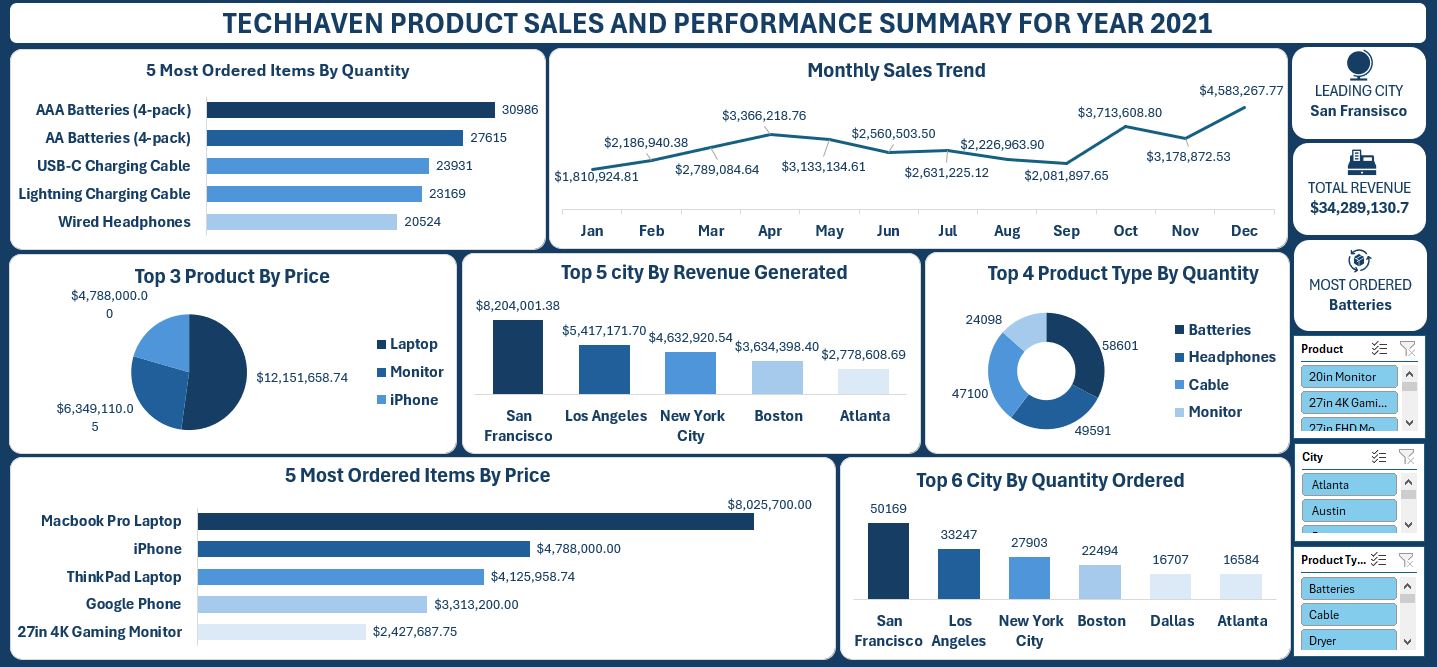 TECHHAVEN PRODUCT SALES AND PERFORMANCE SUMMARY FOR YEAR 2021
5 Most Ordered Items By Quantity
AAA Batteries (4-pack) 30986
AA Batteries (4-pack) 27615
USB-C Charging Cable 23931
Lightning Charging Cable 23169
Wired Headphones 20524
Monthly Sales Trend
$1,810,924.81
$2,186,940.38
$2,789,084.64
$3,366,218.76
$3,133,134.61
$2,560,503.50
$2,631,225.12
$2,226,963.90
$2,081,897.65
$3,713,608.80
$3,178,872.53
$4,583,267.77
Jan Feb Mar Apr May Jun Jul Aug Sep Oct Nov Dec
LEADING CITY
San Fransisco
TOTAL REVENUE
$34,289,130.7
MOST ORDERED
Batteries
Top 3 Product By Price
$4,788,000.0
0
$12,151,658.74
$6,349,110.0
5
Laptop
Monitor
iPhone
Top 5 city By Revenue Generated
$8,204,001.38
$5,417,171.70
$4,632,920.54
$3,634,398.40
$2,778,608.69
San
Francisco
Los Angeles
New York
City
Boston
Atlanta
Top 4 Product Type By Quantity
24098
58601
47100
49591
Batteries
Headphones
Cable
Monitor
5 Most Ordered Items By Price
Macbook Pro Laptop $8,025,700.00
iPhone $4,788,000.00
ThinkPad Laptop $4,125,958.74
Google Phone $3,313,200.00
27in 4K Gaming Monitor $2,427,687.75
Top 6 City By Quantity Ordered
50169
33247
27903
22494
16707
16584
San
Francisco
Los
Angeles
New York
City
Boston
Dallas
Atlanta
Product
20in Monitor
27in 4K Gami...
27in FHD Mo...
City
Atlanta
Austin
Product Ty...
Batteries
Cable
Dryer